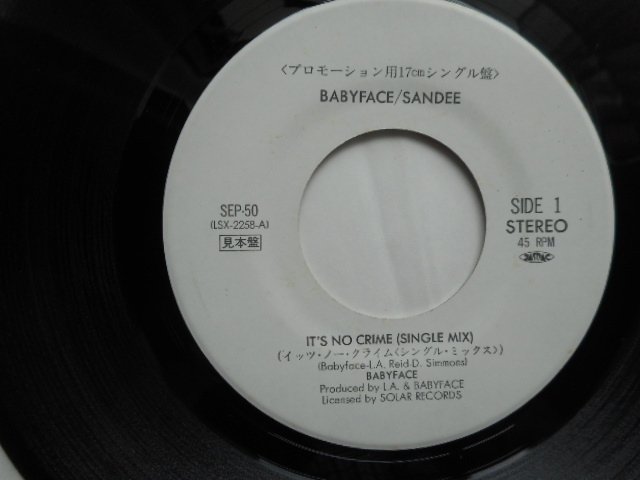 〈プロモーション用17cmシングル盤〉
BABYFACE/SANDEE
SEP-50
(LSX-2258-A)
見本盤
SIDE 1
STEREO
45 RPM
IT'S NO CRIME (SINGLE MIX)
(イッツ・ノー・クライム〈シングル・ミックス〉)
(Babyface-L.A. Reid-D. Simmons)
BABYFACE
Produced by L.A. & BABYFACE
Licensed by SOLAR RECORDS